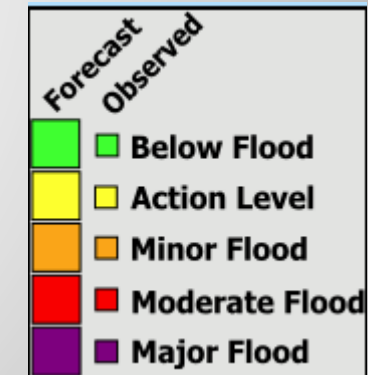 Forecast
Observed
Below Flood
Action Level
Minor Flood
Moderate Flood
Major Flood